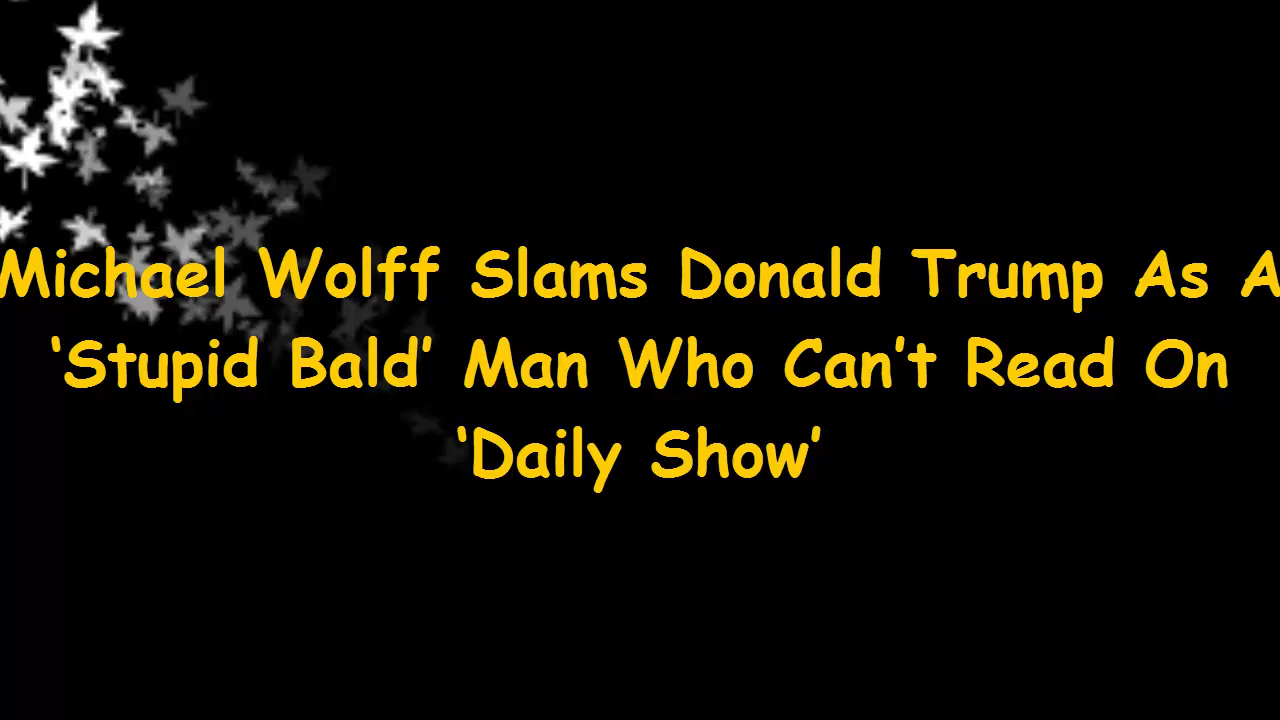 Michael Wolff Slams Donald Trump As A
‘Stupid Bald’ Man Who Can’t Read On
‘Daily Show’